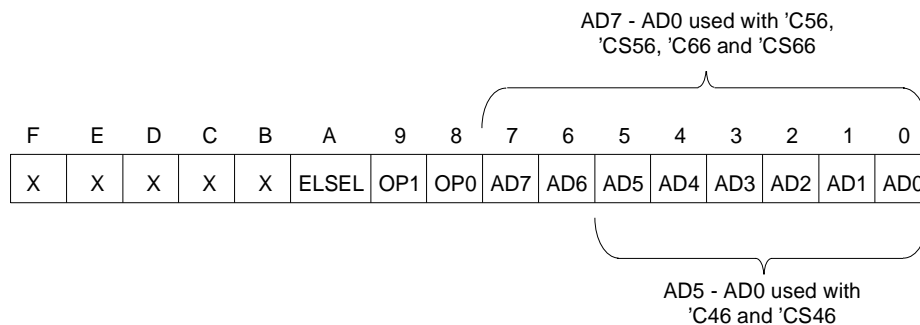 AD7 - AD0 used with ’C56,
’CS56, ’C66 and ’CS66
F E D C B A 9 8 7 6 5 4 3 2 1 0
X X X X X ELSEL OP1 OP0 AD7 AD6 AD5 AD4 AD3 AD2 AD1 AD0
AD5 - AD0 used with
’C46 and ’CS46